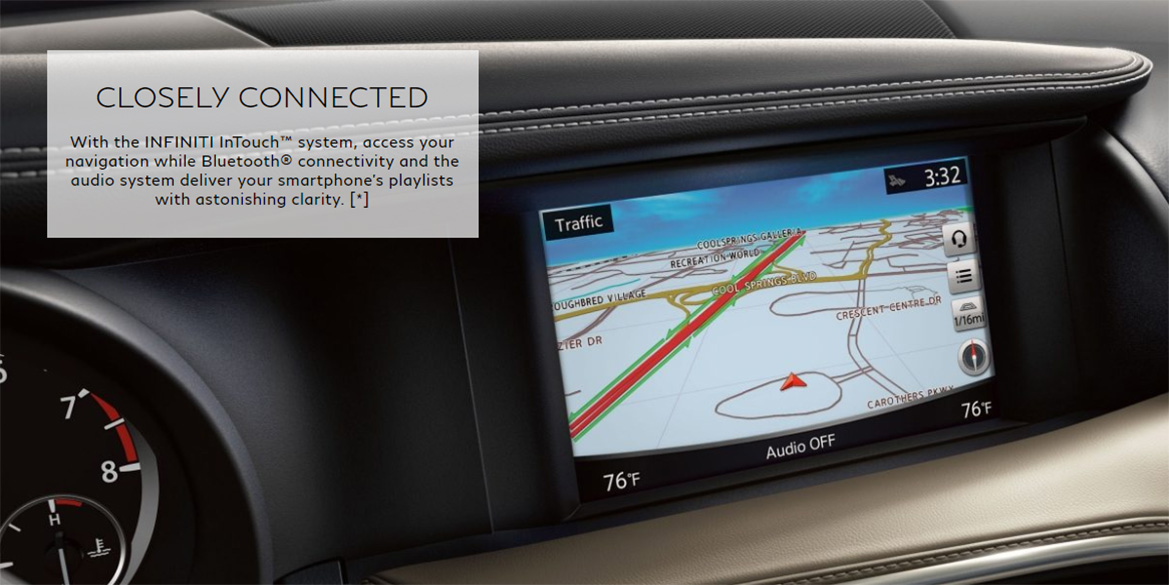 CLOSELY CONNECTED
With the INFINITI InTouch™ system, access your
navigation while Bluetooth® connectivity and the
audio system deliver your smartphone's playlists
with astonishing clarity. [*]
3:32
Traffic
COOLSPRINGS GALLERIA
RECREATION WORLD
COOL SPRINGS BLVD
OUGHBRED VILLAGE
CRESCENT CENTRE DR
1/16mi
ZIER DR
CAROTHERS PKWY
76°F
Audio OFF
76°F
6
7
8
H